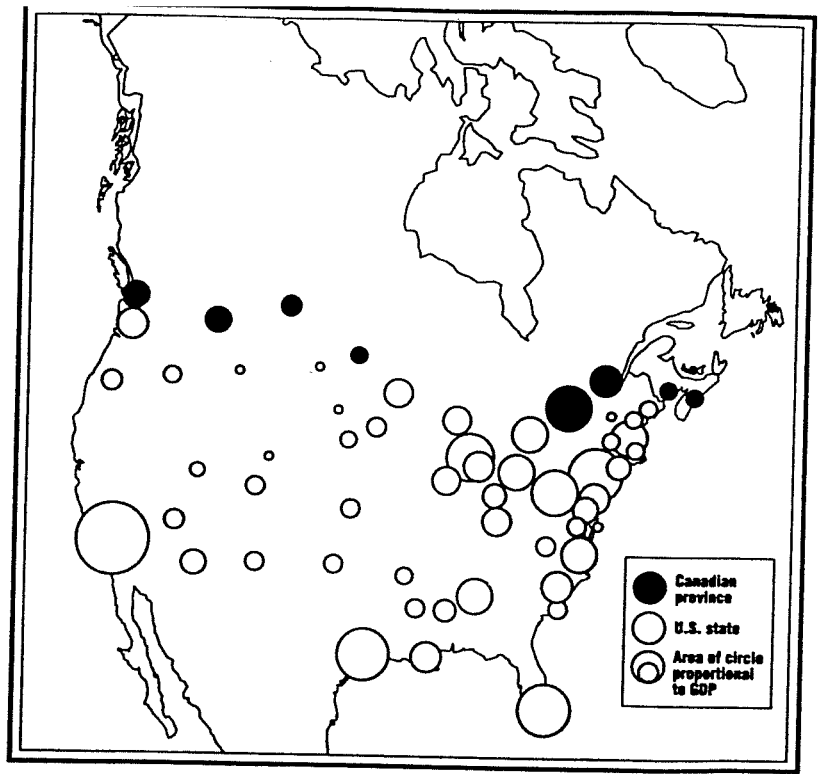 Canadian
province
U.S. state
Area of circle
proportional
to GDP